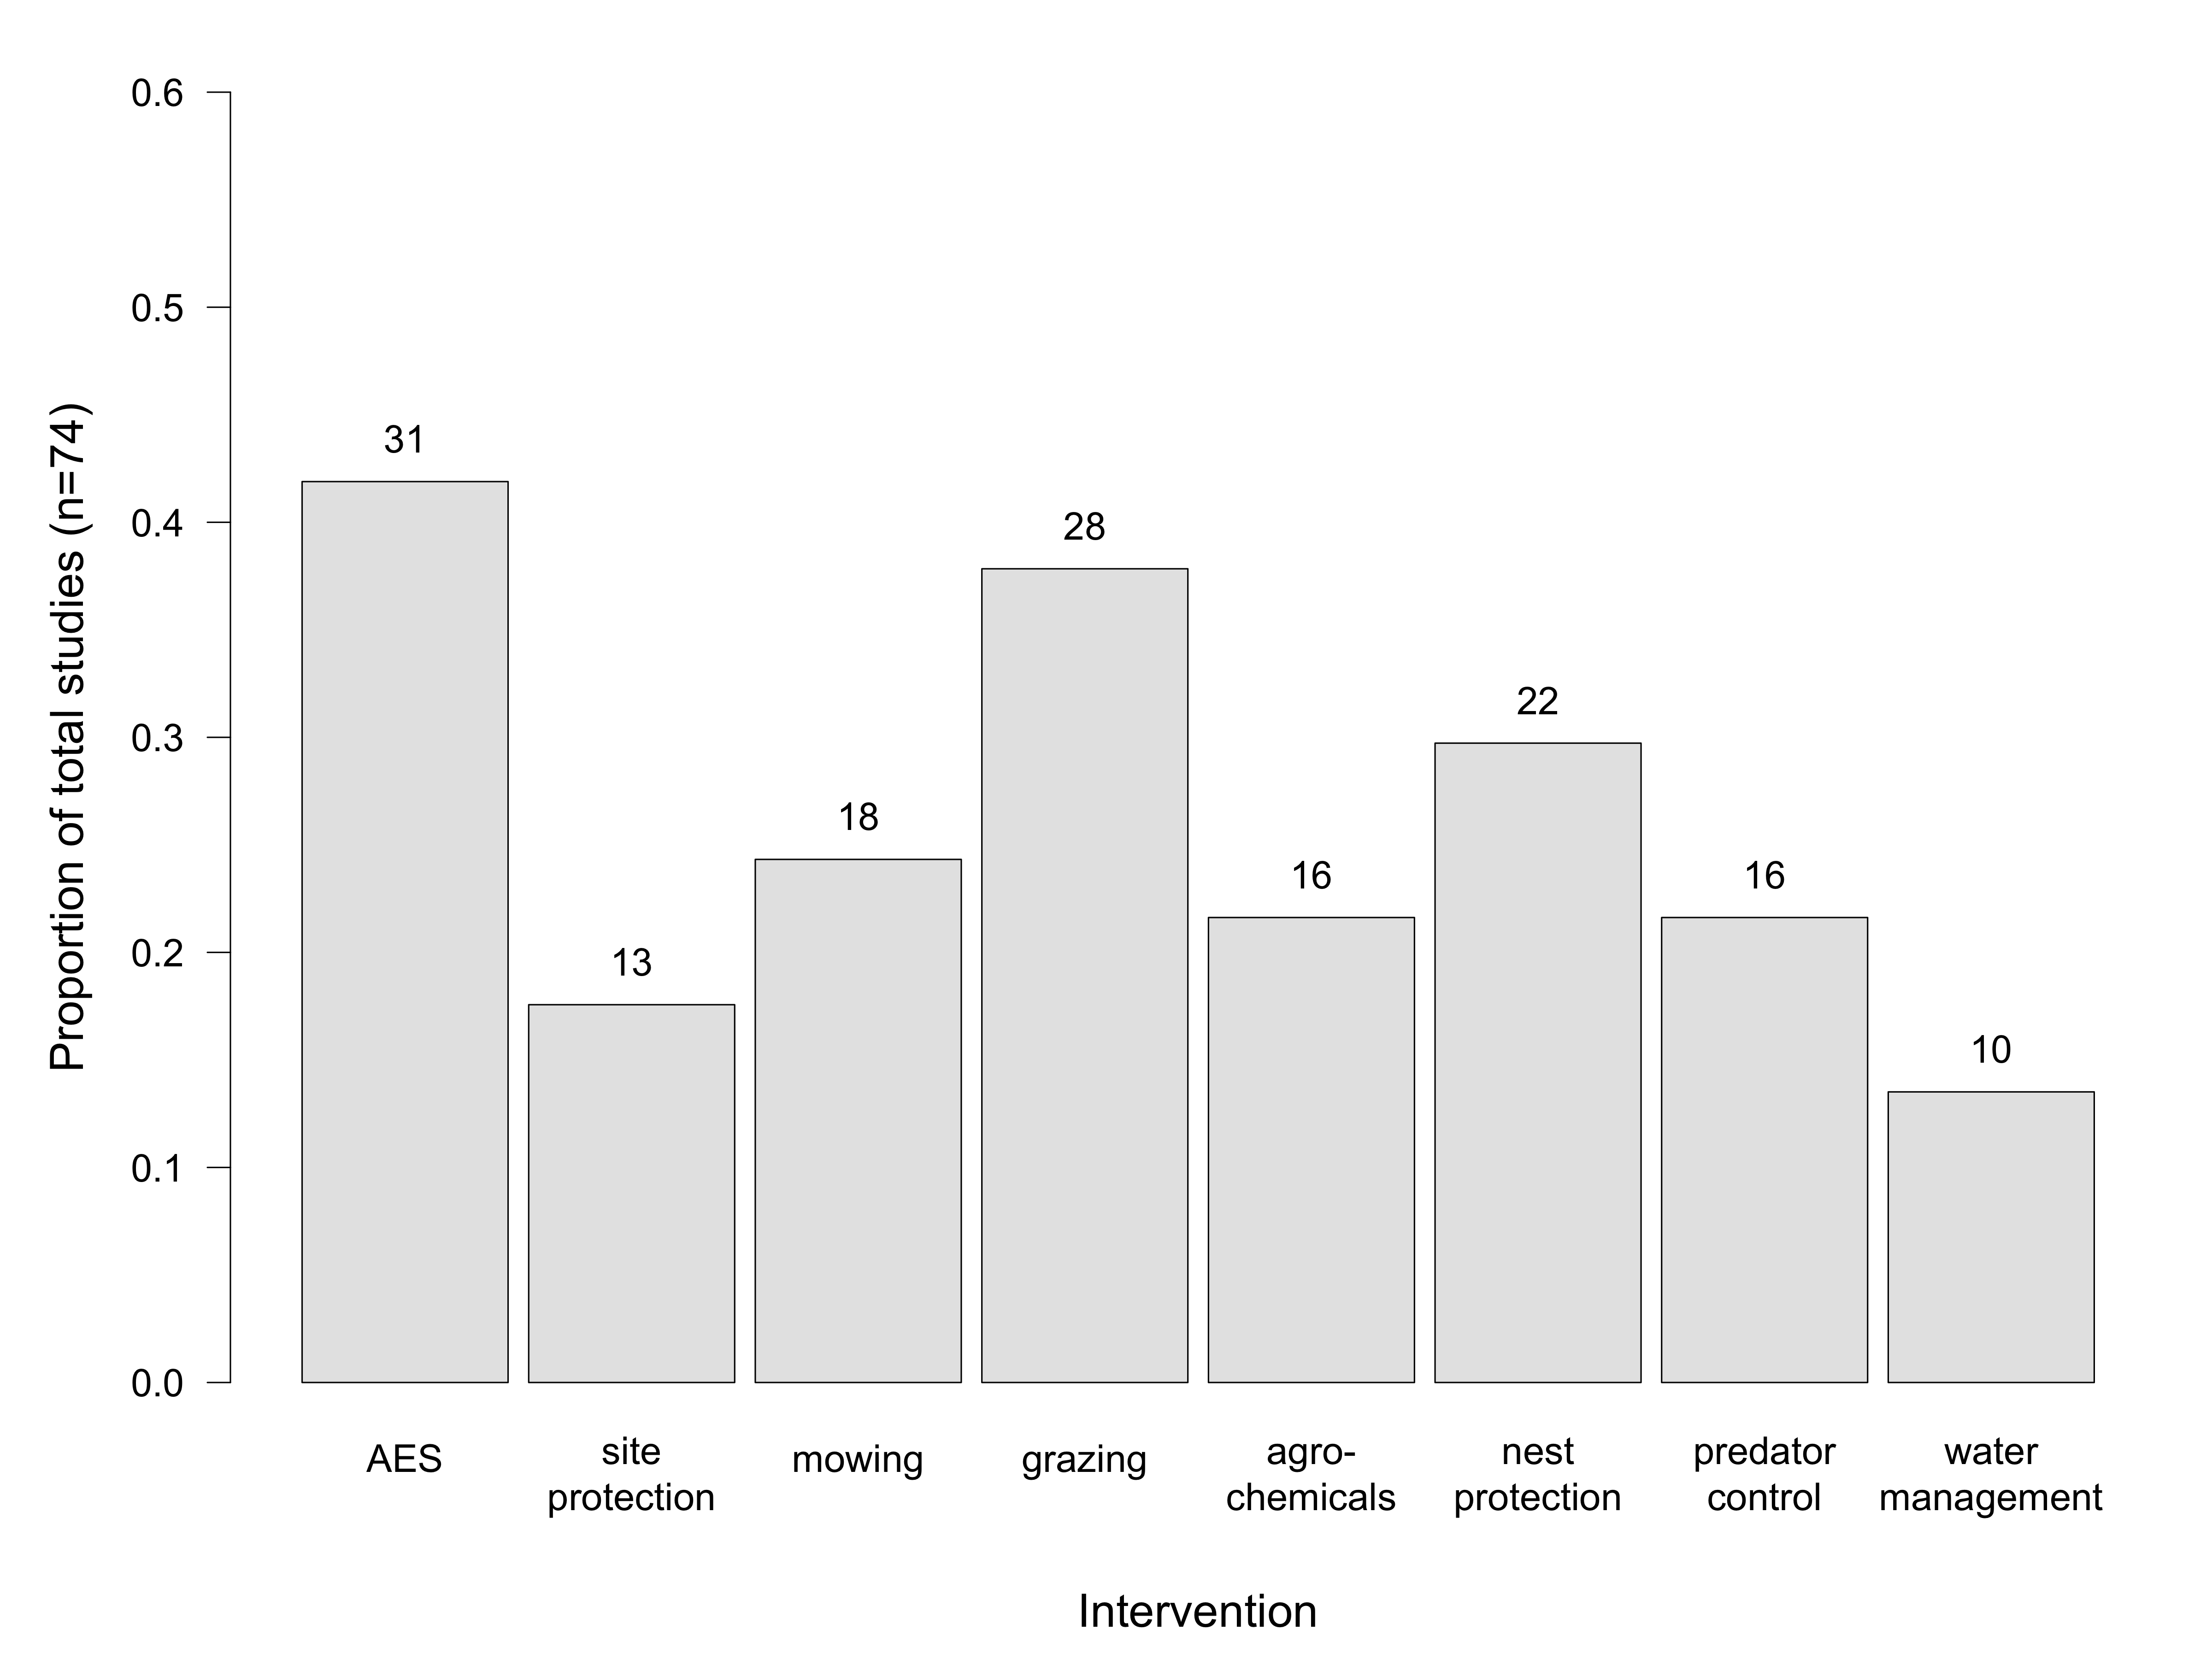 Proportion of total studies (n=74)
0.6
0.5
0.4
0.3
0.2
0.1
0.0
31
13
18
28
16
22
16
10
AES
site
protection
mowing
grazing
agro-
chemicals
nest
protection
predator
control
water
management
Intervention